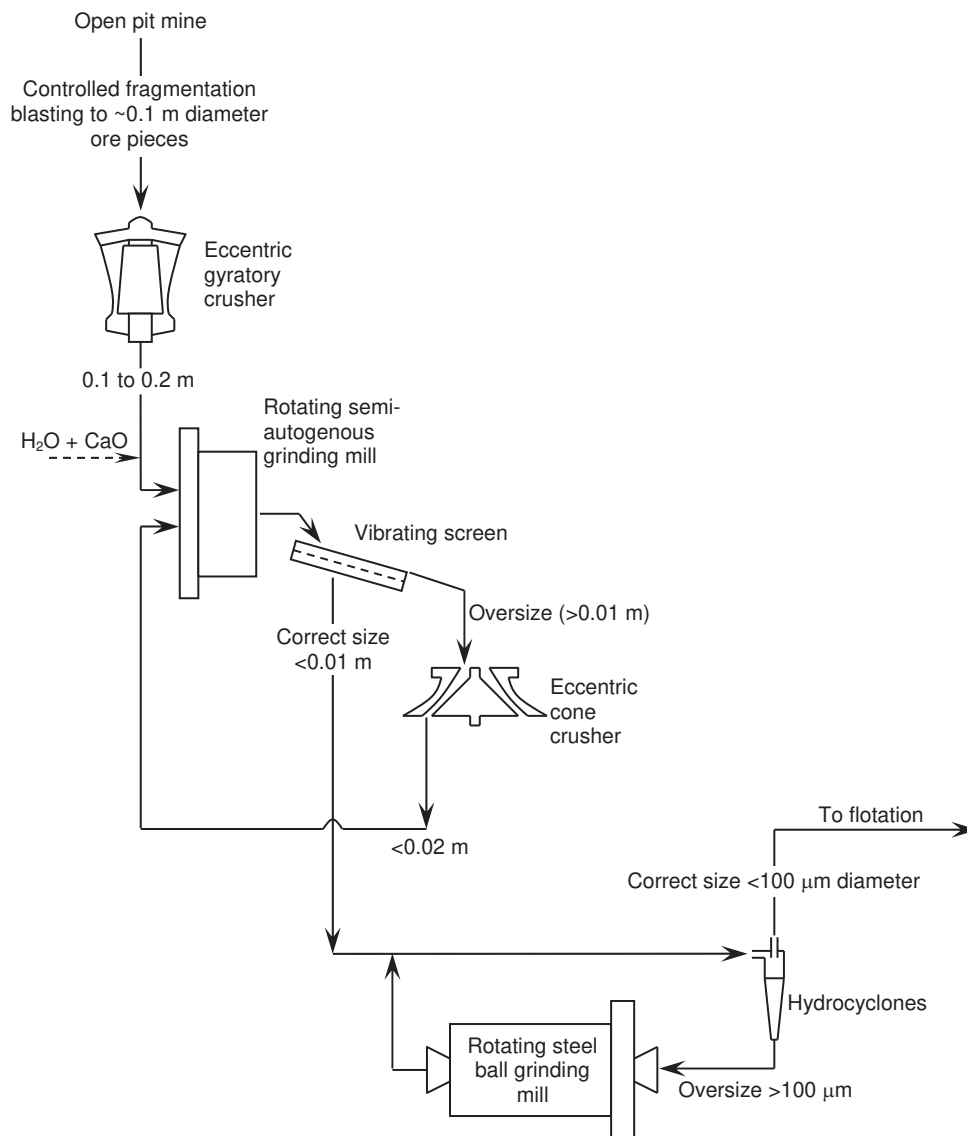 Open pit mine
Controlled fragmentation
blasting to ~0.1 m diameter
ore pieces
Eccentric
gyratory
crusher
0.1 to 0.2 m
Rotating semi-
autogenous
grinding mill
H₂O + CaO
Vibrating screen
Oversize (>0.01 m)
Correct size
<0.01 m
Eccentric
cone
crusher
<0.02 m
To flotation
Correct size <100 μm diameter
Hydrocyclones
Rotating steel
ball grinding
mill
Oversize >100 μm